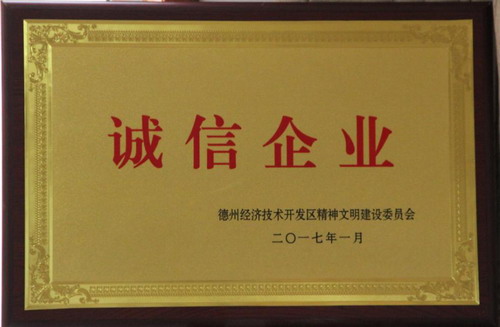 诚信企业
德州经济技术开发区精神文明建设委员会
二〇一七年一月